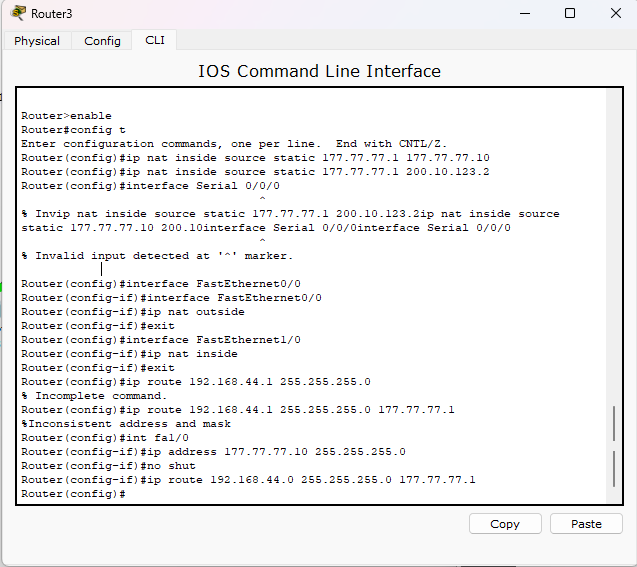 Router3
Physical Config CLI
IOS Command Line Interface
Router>enable
Router#config t
Enter configuration commands, one per line.  End with CNTL/Z.
Router(config)#ip nat inside source static 177.77.77.1 177.77.77.10
Router(config)#ip nat inside source static 177.77.77.1 200.10.123.2
Router(config)#interface Serial 0/0/0
^
% Invip nat inside source static 177.77.77.1 200.10.123.2ip nat inside source
static 177.77.77.10 200.10interface Serial 0/0/0interface Serial 0/0/0
^
% Invalid input detected at '^' marker.
Router(config)#interface FastEthernet0/0
Router(config-if)#interface FastEthernet0/0
Router(config-if)#ip nat outside
Router(config-if)#exit
Router(config)#interface FastEthernet1/0
Router(config-if)#ip nat inside
Router(config-if)#exit
Router(config)#ip route 192.168.44.1 255.255.255.0
% Incomplete command.
Router(config)#ip route 192.168.44.1 255.255.255.0 177.77.77.1
%Inconsistent address and mask
Router(config)#int fa1/0
Router(config-if)#ip address 177.77.77.10 255.255.255.0
Router(config-if)#no shut
Router(config-if)#ip route 192.168.44.0 255.255.255.0 177.77.77.1
Router(config)#
Copy Paste